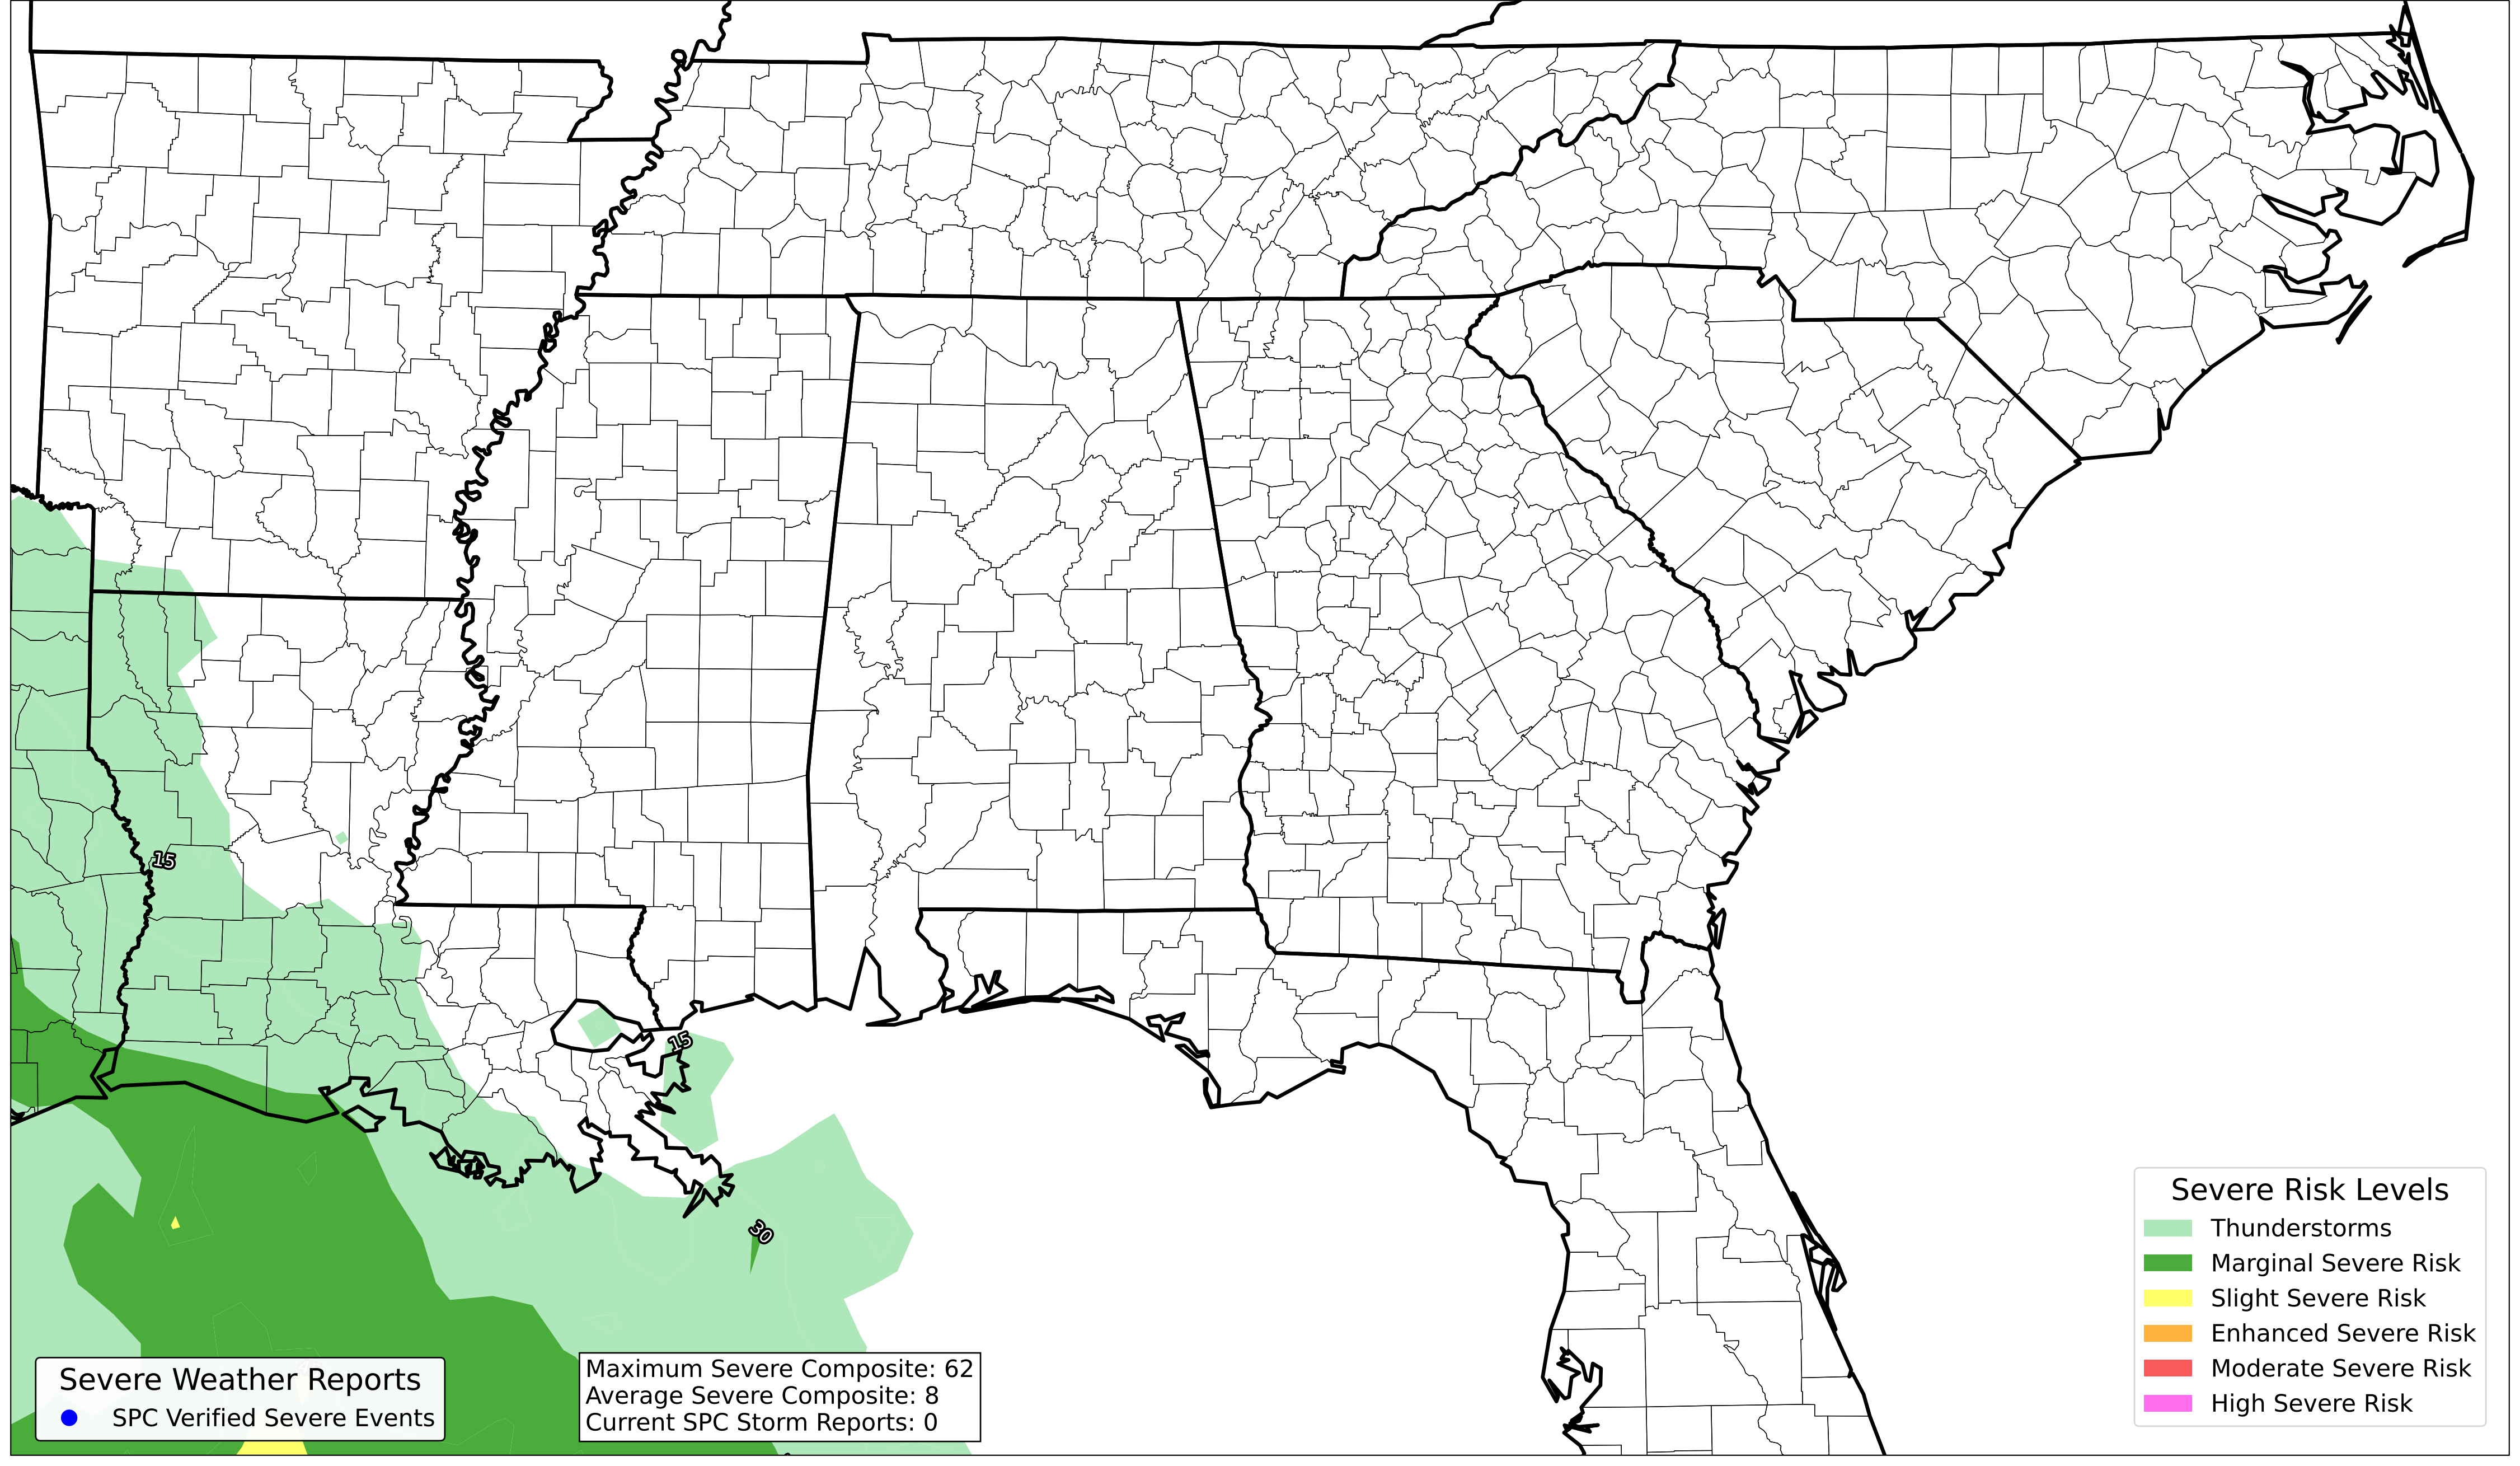 15
15
30
Severe Risk Levels
Thunderstorms
Marginal Severe Risk
Slight Severe Risk
Enhanced Severe Risk
Moderate Severe Risk
High Severe Risk
Severe Weather Reports
SPC Verified Severe Events
Maximum Severe Composite: 62
Average Severe Composite: 8
Current SPC Storm Reports: 0